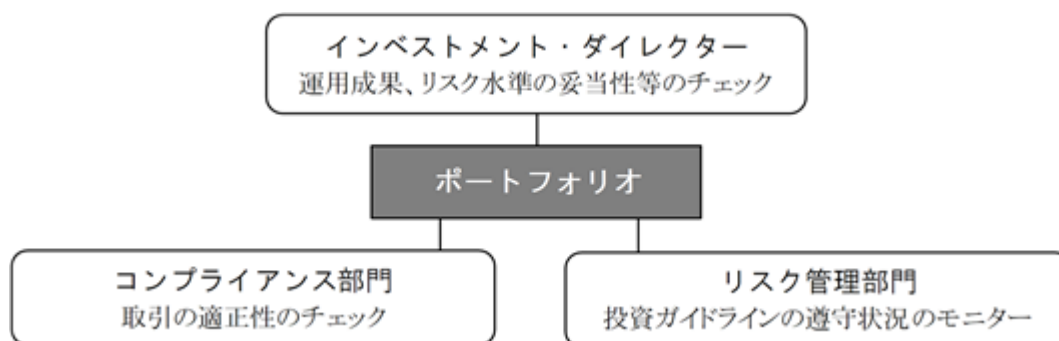 インベストメント・ダイレクター
運用成果、リスク水準の妥当性等のチェック
ポートフォリオ
コンプライアンス部門
取引の適正性のチェック
リスク管理部門
投資ガイドラインの遵守状況のモニター